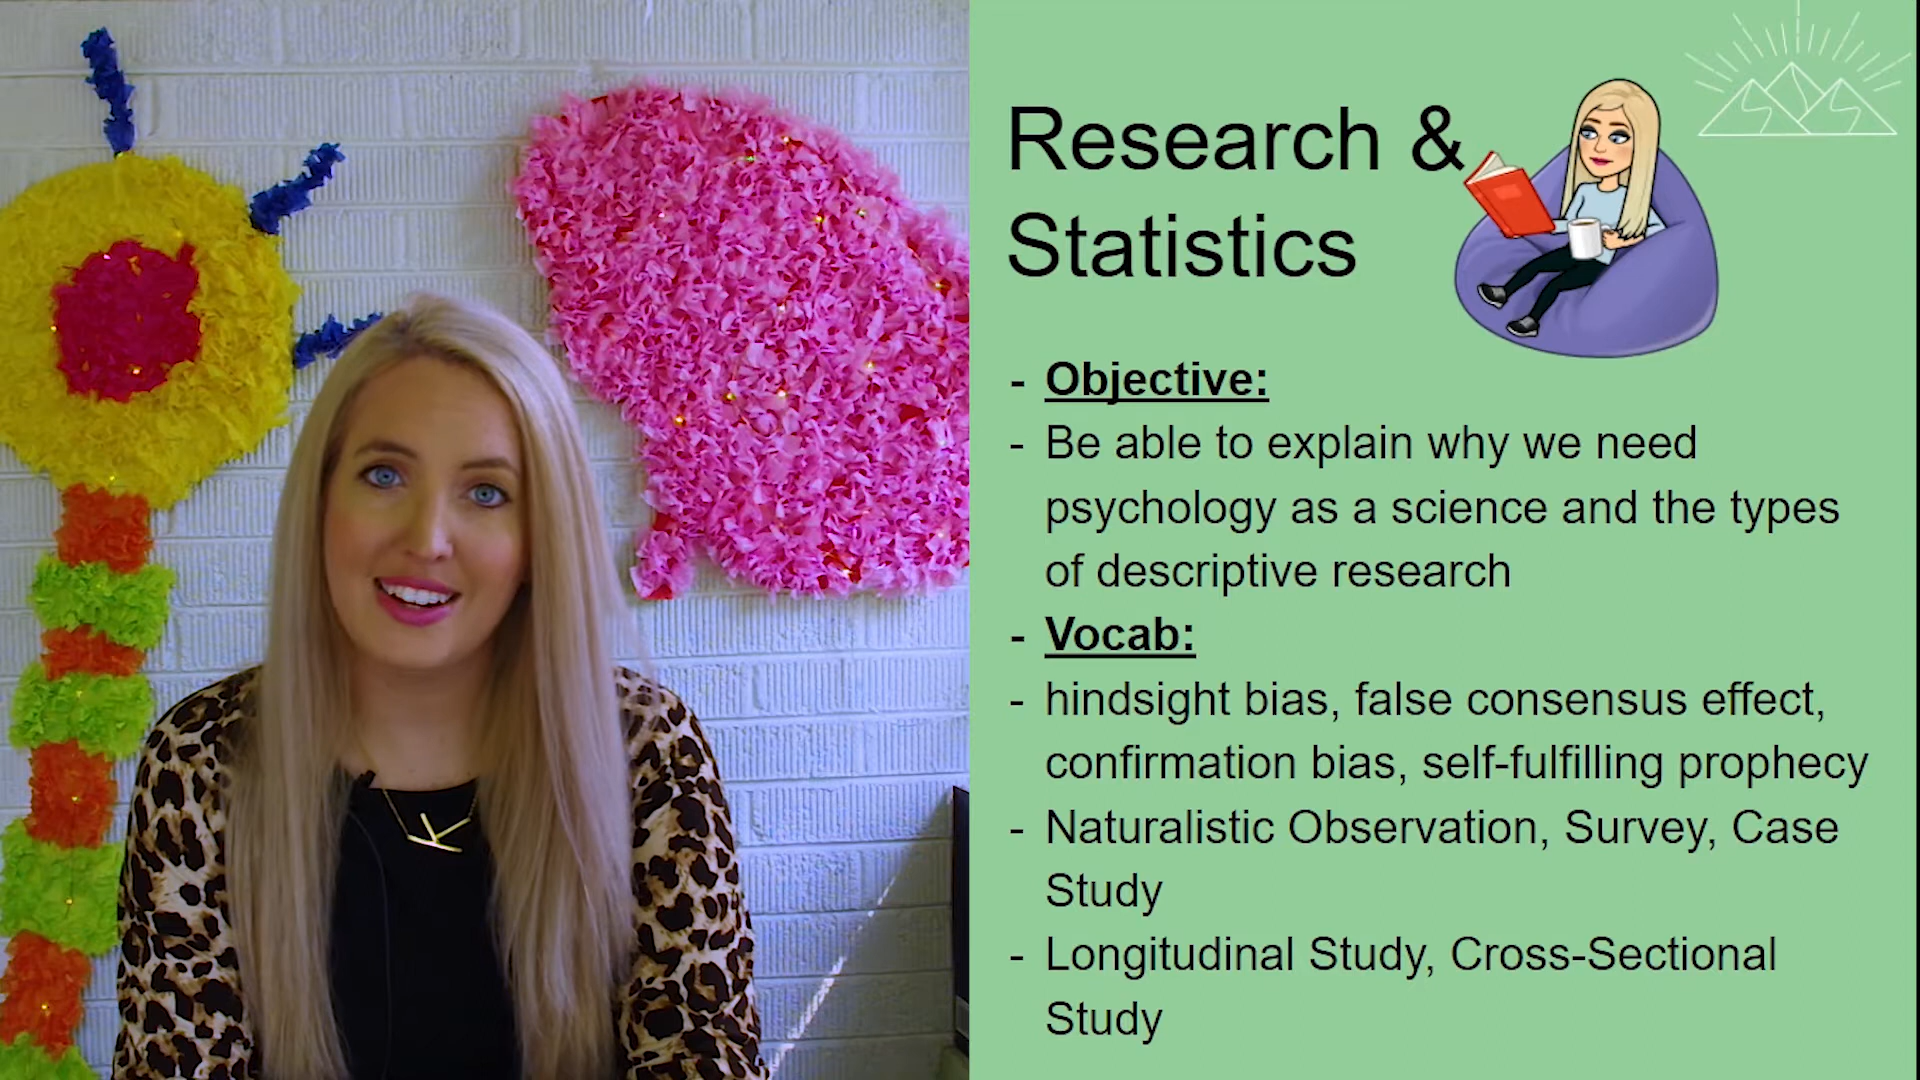 Research &
Statistics
- Objective:
- Be able to explain why we need
psychology as a science and the types
of descriptive research
- Vocab:
- hindsight bias, false consensus effect,
confirmation bias, self-fulfilling prophecy
- Naturalistic Observation, Survey, Case
Study
- Longitudinal Study, Cross-Sectional
Study